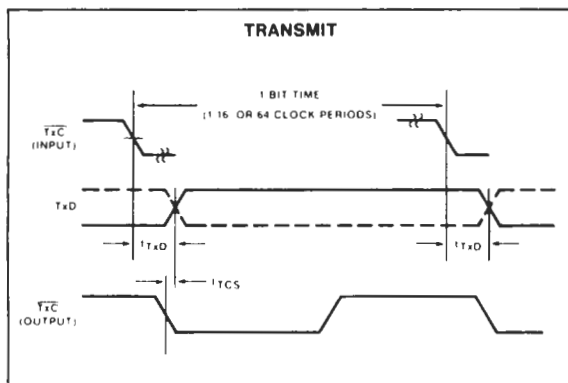 TRANSMIT
1 BIT TIME
(1 16 OR 64 CLOCK PERIODS)
TxC
(INPUT)
TxD
tTxD
tTxD
tTCS
TxC
(OUTPUT)